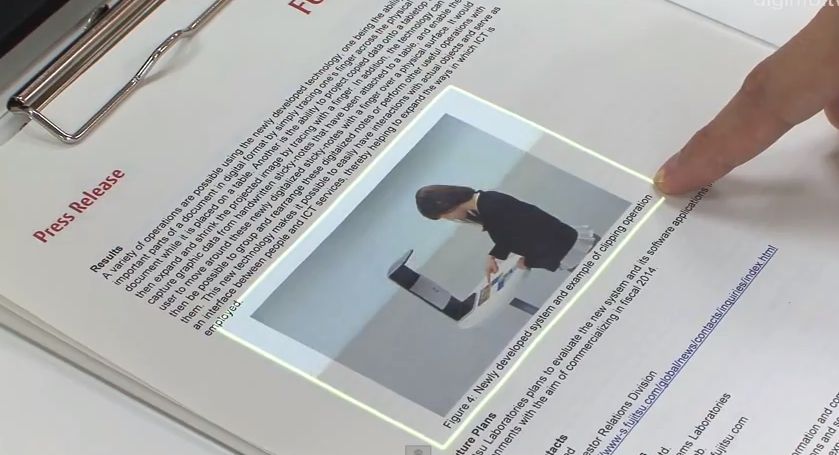 diginfo.tv
Press Release
Results
A variety of operations are possible using the newly developed technology, one being the ability
important parts of a document in digital format by simply tracing one's finger across the physical
document while it is placed on a table. Another is the ability to project copied data onto a tabletop
then expand and shrink the projected image by tracing with a finger. In addition, the technology can
capture graphic data from handwritten sticky-notes that have been attached to a table, and enable the
user to move around these newly digitalized sticky-notes with a finger over a physical surface. It would
then be possible to group and rearrange these digitalized notes or perform other useful operations with
them. This new technology makes it possible to easily have interactions with actual objects and serve as
an interface between people and ICT services, thereby helping to expand the ways in which ICT is
employed.
Figure 4: Newly developed system and example of clipping operation
Future Plans
Fujitsu Laboratories plans to evaluate the new system and its software applications
with the aim of commercializing in fiscal 2014.
Relations Division
s.fujitsu.com/global/news/contacts/inquiries/index.html
Laboratories